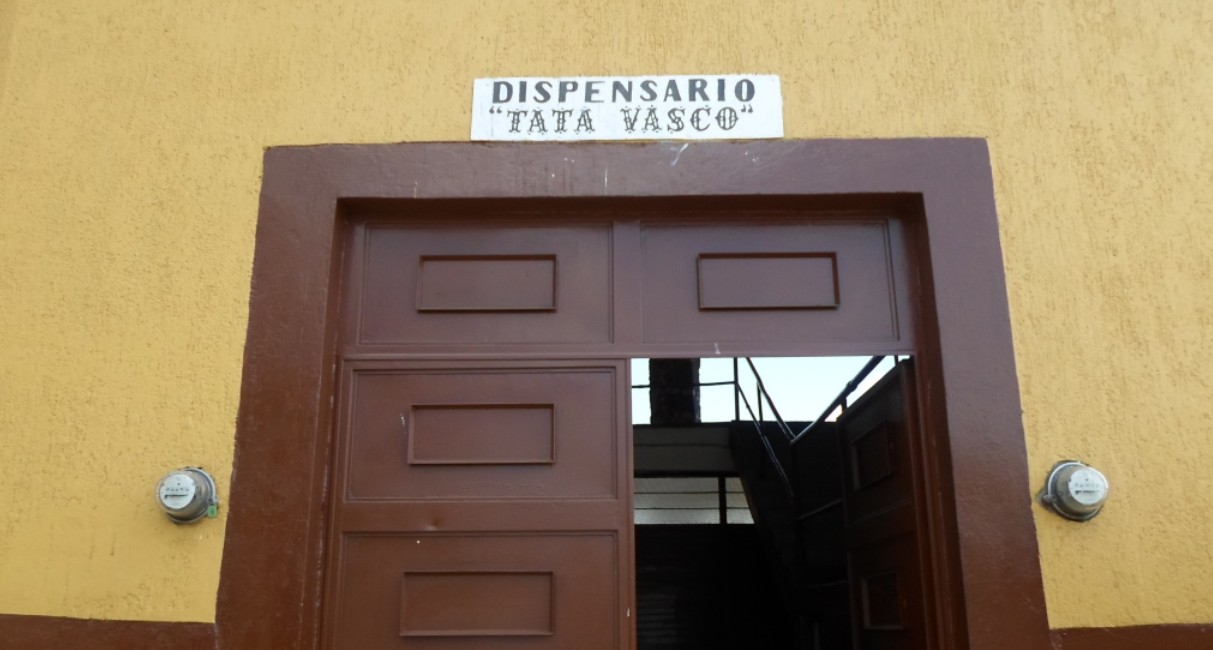 DISPENSARIO
“TATA VASCO”